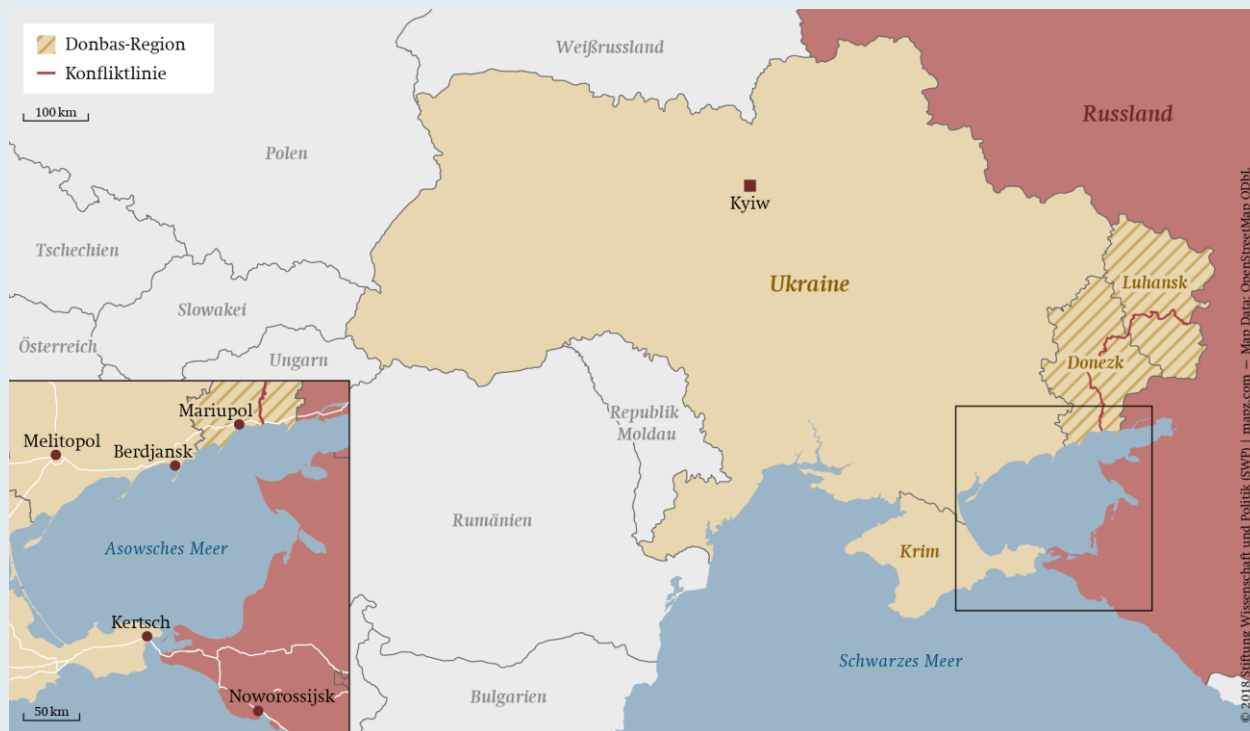 Donbas-Region
Konfliktlinie
100 km
Weißrussland
Russland
Polen
Kyiw
Tschechien
Ukraine
Luhansk
Slowakei
Österreich
Ungarn
Donezk
Republik
Moldau
Rumänien
Krim
Schwarzes Meer
Bulgarien
Mariupol
Melitopol
Berdjansk
Asowsches Meer
Kertsch
Noworossijsk
50 km
© 2018 Stiftung Wissenschaft und Politik (SWP) | mapz.com – Map Data: OpenStreetMap ODbL